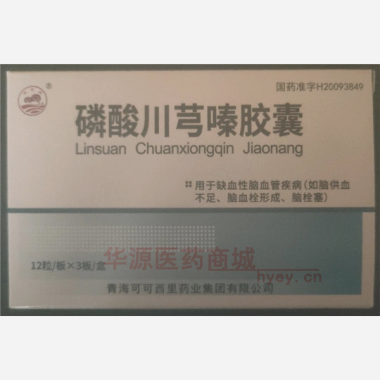 国药准字H20093849
磷酸川芎嗪胶囊
Linsuan Chuanxiongqin Jiaonang
用于缺血性脑血管疾病(如脑供血
不足、脑血栓形成、脑栓塞)
华源医药商城
12粒/板×3板/盒
hyey.cn
青海可可西里药业集团有限公司